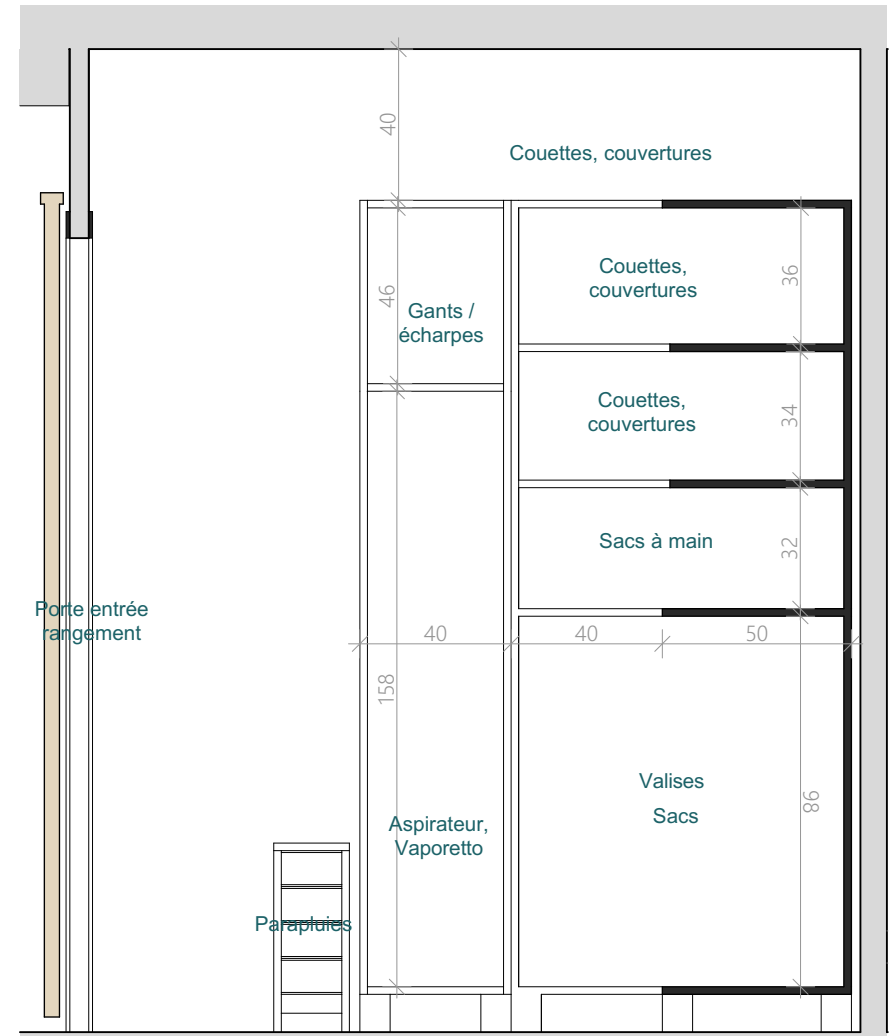 40
Couettes, couvertures
Couettes,
couvertures
36
46
Gants /
écharpes
Couettes,
couvertures
34
Sacs à main
32
Porte entrée
rangement
40
40
50
158
Valises
Sacs
86
Aspirateur,
Vaporetto
Parapluies